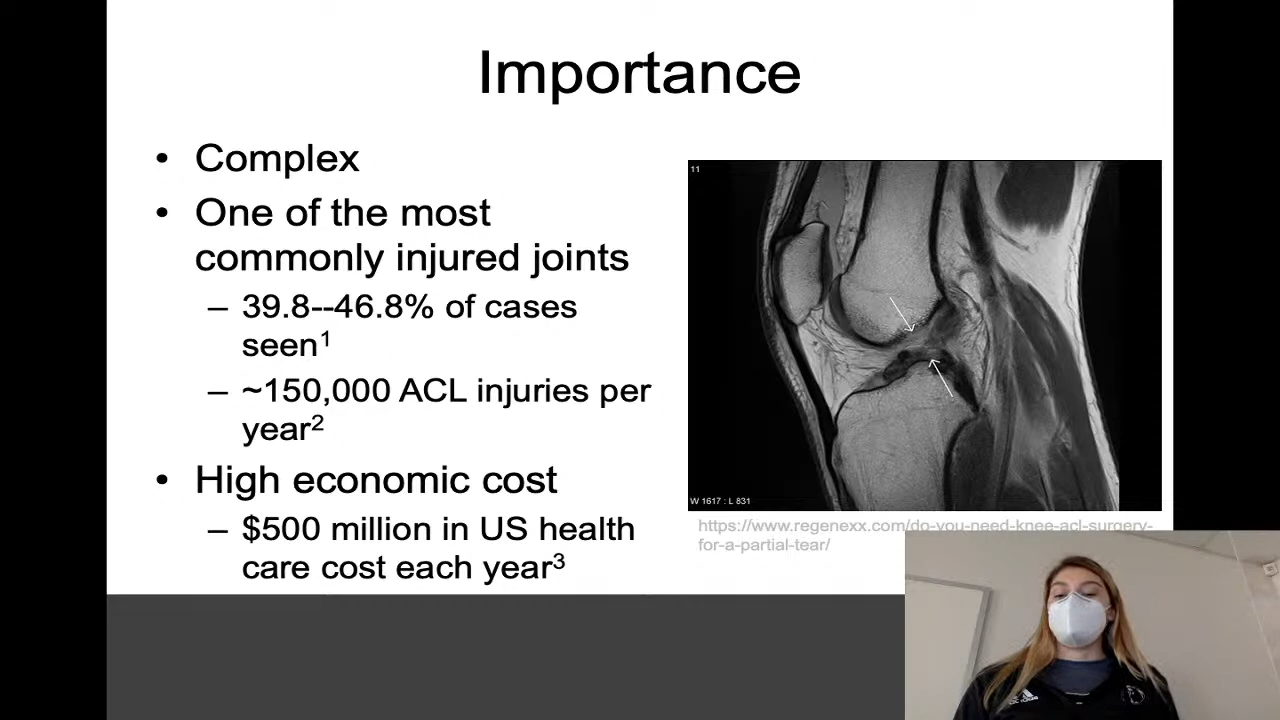 Importance
• Complex
• One of the most
commonly injured joints
– 39.8--46.8% of cases
seen¹
– ~150,000 ACL injuries per
year²
• High economic cost
– $500 million in US health
care cost each year³
11
W 1617 : L 831
https://www.regenexx.com/do-you-need-knee-acl-surgery-
for-a-partial-tear/